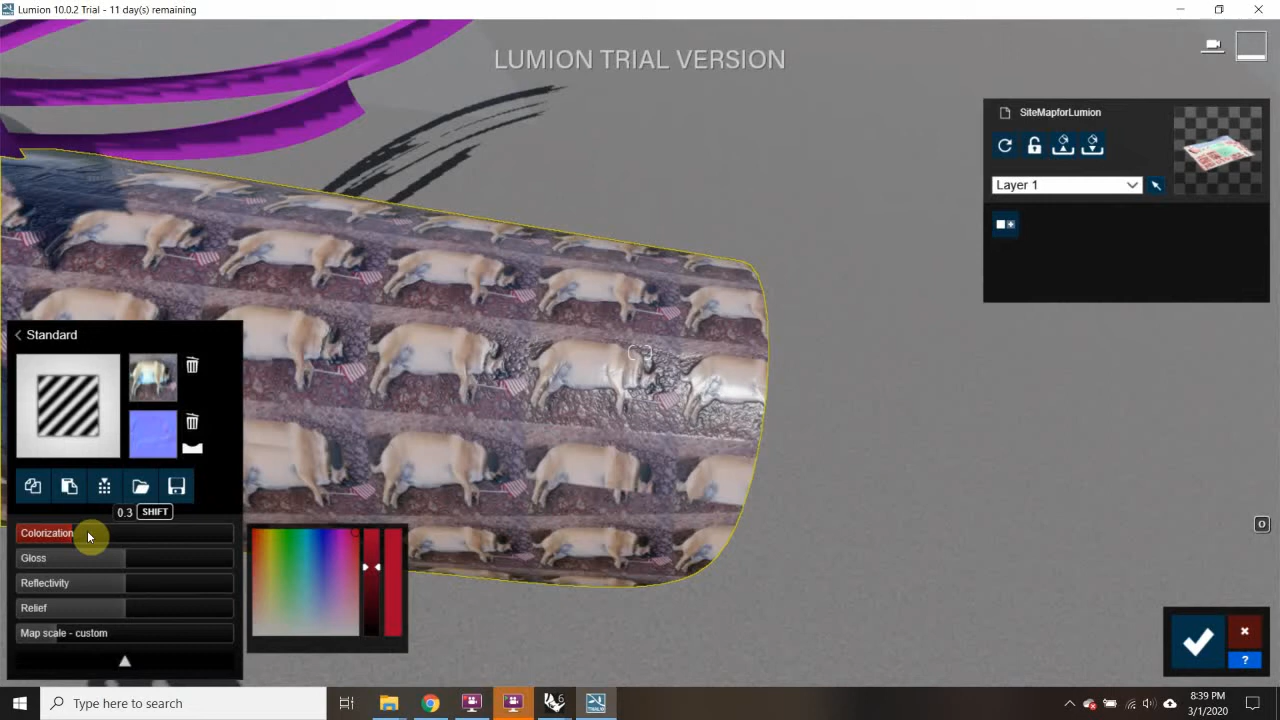 Lumion 10.0.2 Trial - 11 day(s) remaining
LUMION TRIAL VERSION
SiteMapforLumion
Layer 1
Standard
0.3 SHIFT
Colorization
Gloss
Reflectivity
Relief
Map scale - custom
O
?
Type here to search
6
8:39 PM
3/1/2020